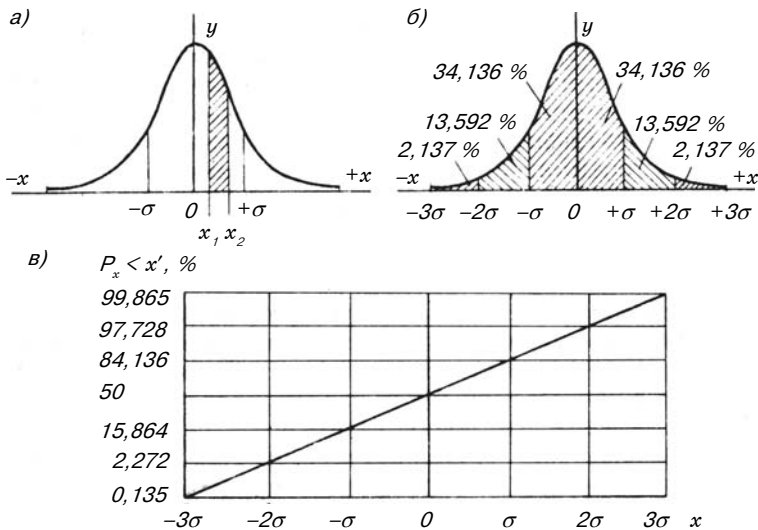 а)
y
–x
+x
–σ
0
+σ
x₁
x₂
б)
y
34,136 %
34,136 %
13,592 %
13,592 %
2,137 %
2,137 %
–x
+x
–3σ –2σ –σ 0 +σ +2σ +3σ
в)
Pₓ < x′, %
99,865
97,728
84,136
50
15,864
2,272
0,135
–3σ –2σ –σ 0 σ 2σ 3σ x